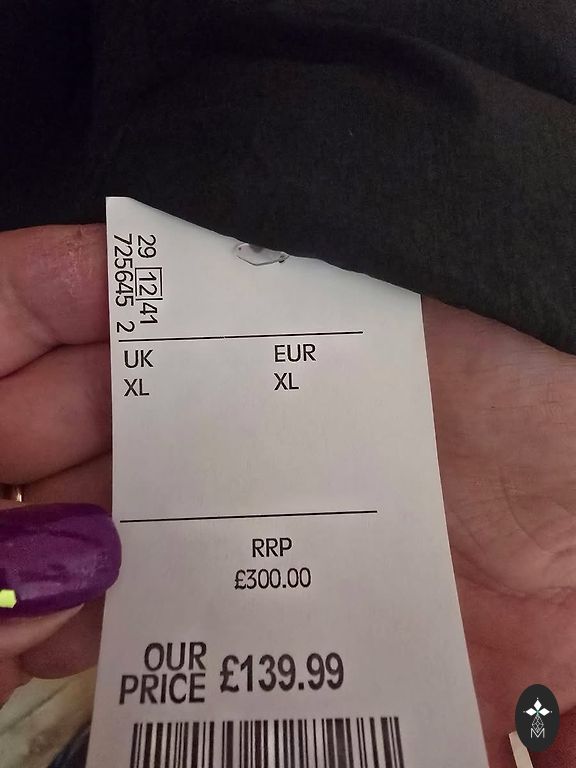 29 12 41
725645 2
UK EUR
XL XL
RRP
£300.00
OUR PRICE £139.99